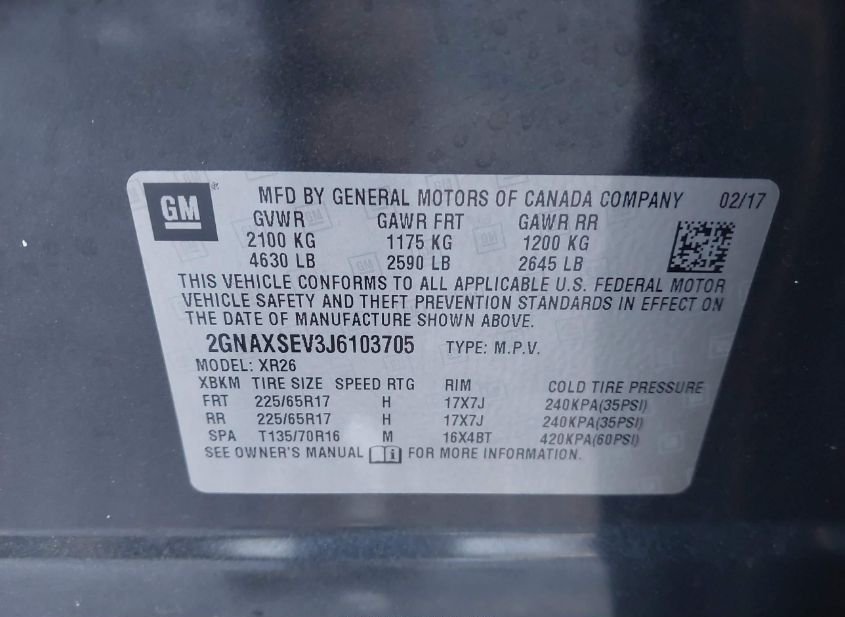 GM MFD BY GENERAL MOTORS OF CANADA COMPANY 02/17
GVWR GAWR FRT GAWR RR
2100 KG 1175 KG 1200 KG
4630 LB 2590 LB 2645 LB
THIS VEHICLE CONFORMS TO ALL APPLICABLE U.S. FEDERAL MOTOR
VEHICLE SAFETY AND THEFT PREVENTION STANDARDS IN EFFECT ON
THE DATE OF MANUFACTURE SHOWN ABOVE.
2GNAXSEV3J6103705 TYPE: M.P.V.
MODEL: XR26
XBKM TIRE SIZE SPEED RTG RIM COLD TIRE PRESSURE
FRT 225/65R17 H 17X7J 240KPA(35PSI)
RR 225/65R17 H 17X7J 240KPA(35PSI)
SPA T135/70R16 M 16X4BT 420KPA(60PSI)
SEE OWNER'S MANUAL i FOR MORE INFORMATION.